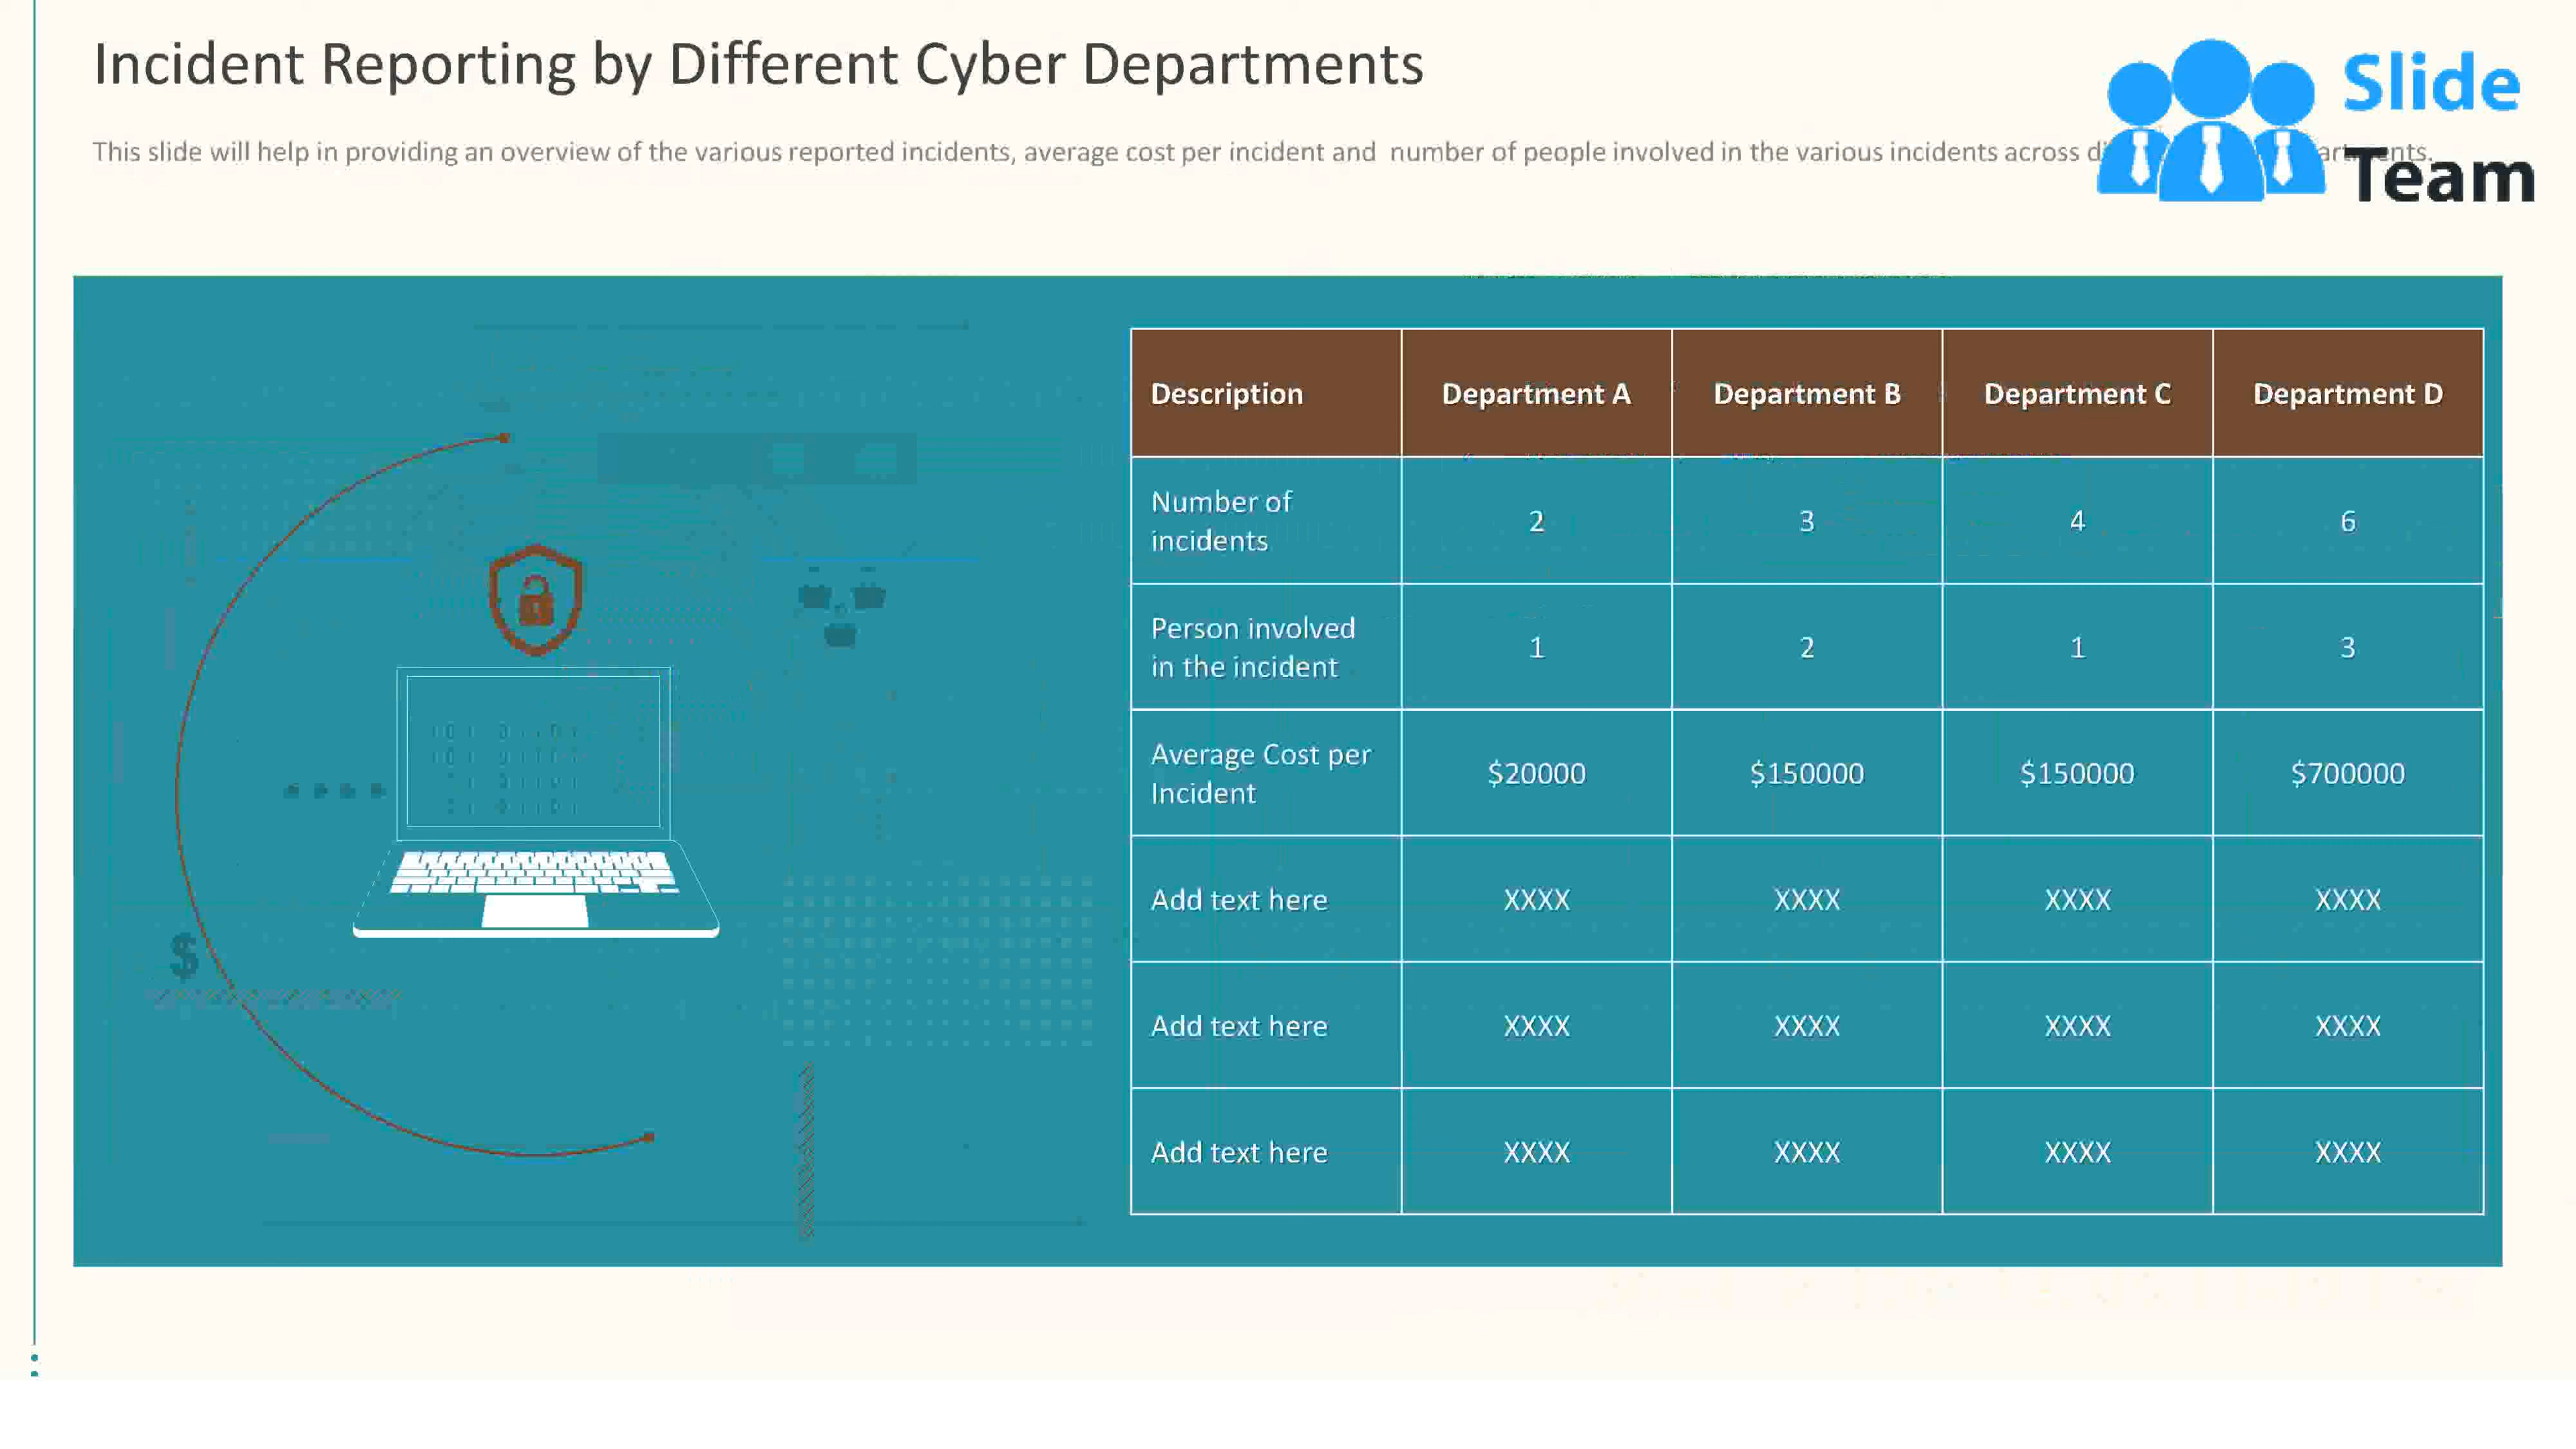 Incident Reporting by Different Cyber Departments
This slide will help in providing an overview of the various reported incidents, average cost per incident and number of people involved in the various incidents across
Slide
Team
Description Department A Department B Department C Department D
Number of
incidents 2 3 4 6
Person involved
in the incident 1 2 1 3
Average Cost per
Incident $20000 $150000 $150000 $700000
Add text here XXXX XXXX XXXX XXXX
Add text here XXXX XXXX XXXX XXXX
Add text here XXXX XXXX XXXX XXXX
$